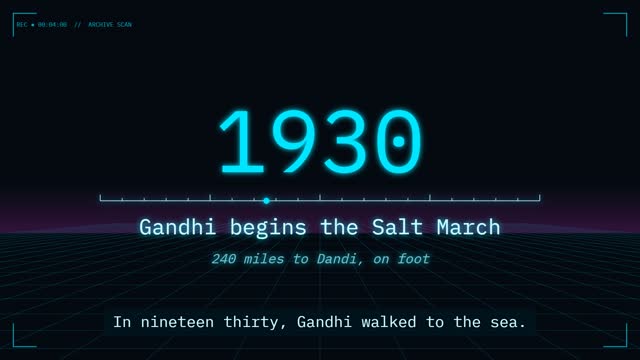 REC ● 00:04:00 // ARCHIVE SCAN
1930
Gandhi begins the Salt March
240 miles to Dandi, on foot
In nineteen thirty, Gandhi walked to the sea.